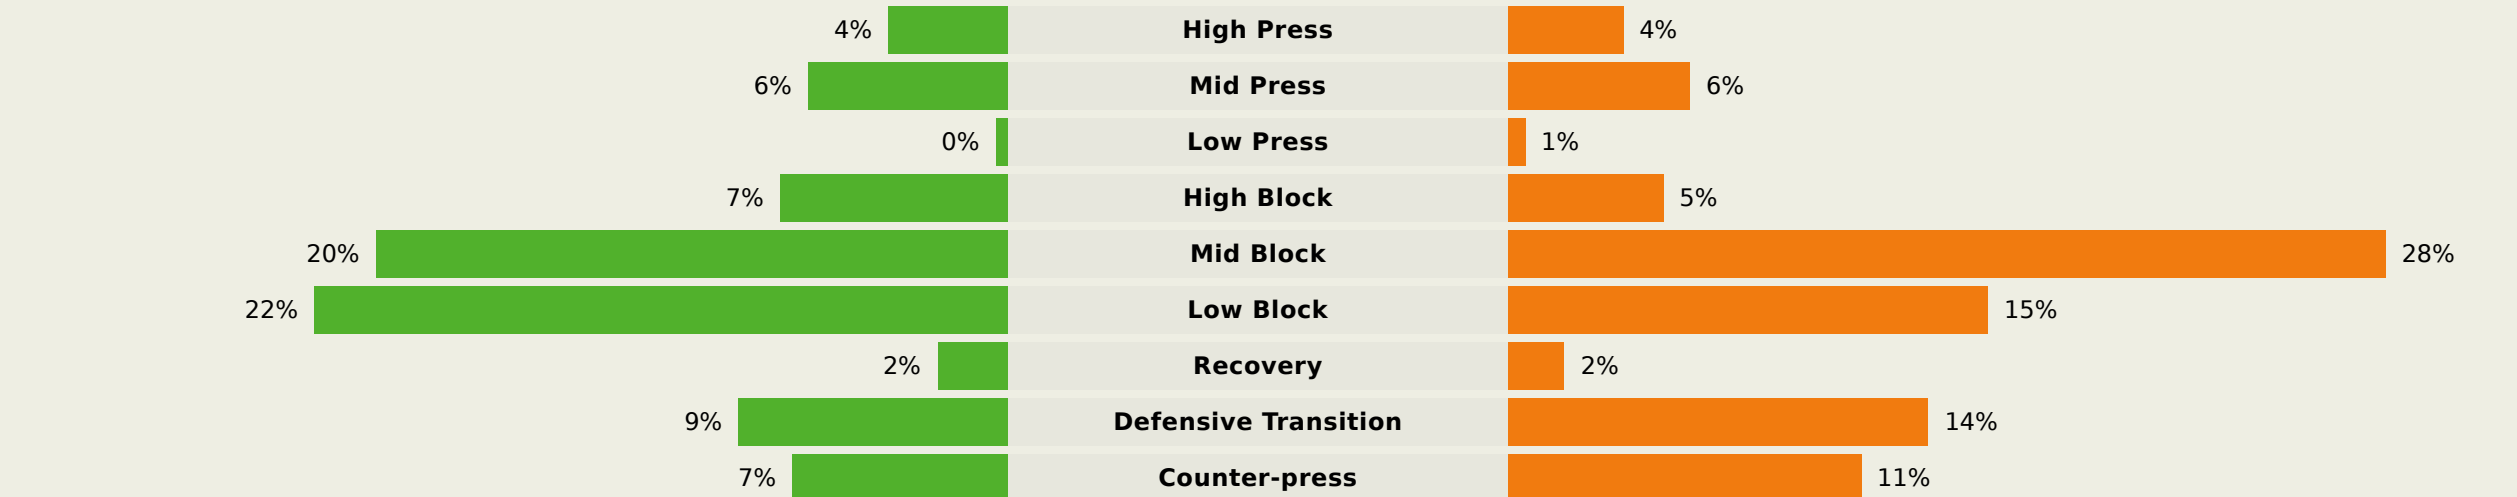 4% High Press 4%
6% Mid Press 6%
0% Low Press 1%
7% High Block 5%
20% Mid Block 28%
22% Low Block 15%
2% Recovery 2%
9% Defensive Transition 14%
7% Counter-press 11%